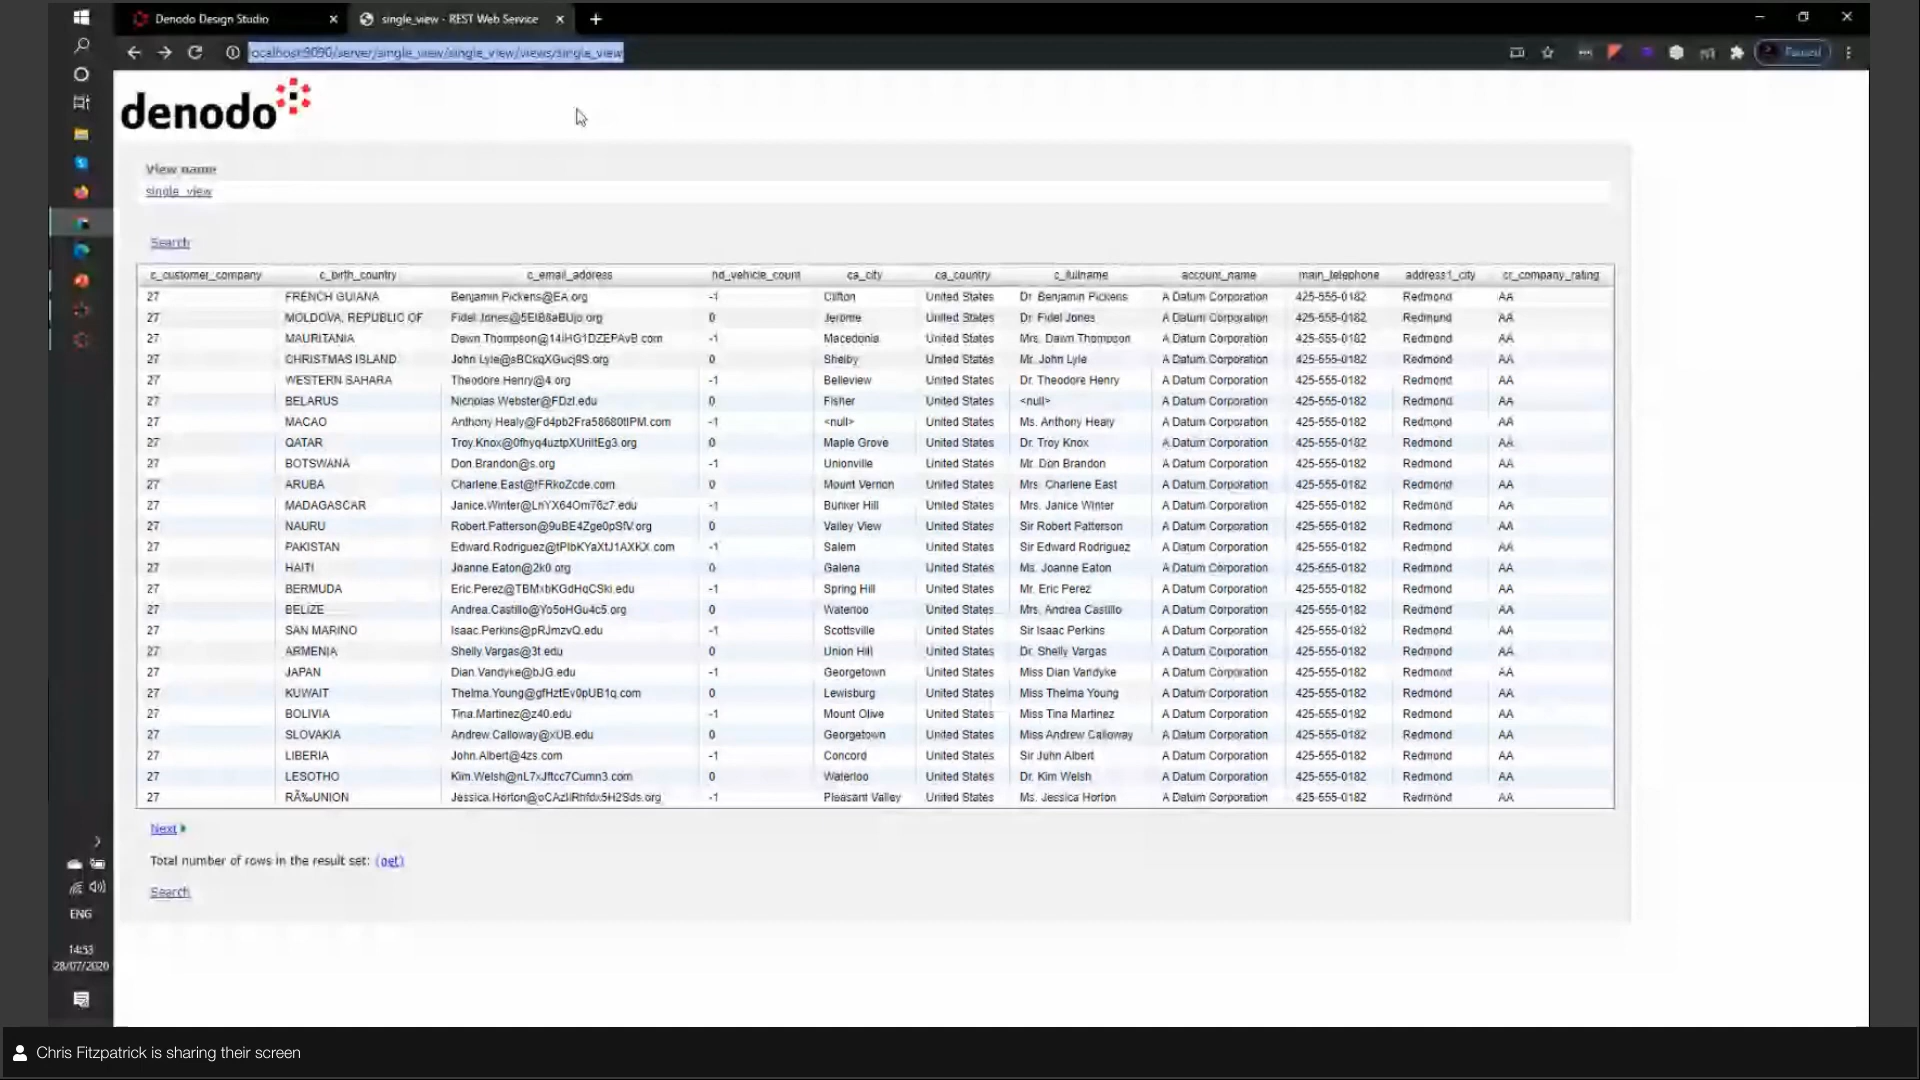 Denodo Design Studio
single_view - REST Web Service
localhost:9090/server/single_view/single_view/views/single_view
Paused
denodo
View name
single_view
Search
c_customer_company c_birth_country c_email_address hd_vehicle_count ca_city ca_country c_fullname account_name main_telephone address1_city cr_company_rating
27 FRENCH GUIANA Benjamin.Pickens@EA.org -1 Clifton United States Dr. Benjamin Pickens A Datum Corporation 425-555-0182 Redmond AA
27 MOLDOVA, REPUBLIC OF 0 Jerome United States Dr. Fidel Jones A Datum Corporation 425-555-0182 Redmond AA
27 MAURITANIA -1 Macedonia United States Mrs. Dawn Thompson A Datum Corporation 425-555-0182 Redmond AA
27 CHRISTMAS ISLAND 0 Shelby United States Mr. John Lyle A Datum Corporation 425-555-0182 Redmond AA
27 WESTERN SAHARA Theodore.Henry@4.org -1 Belleview United States Dr. Theodore Henry A Datum Corporation 425-555-0182 Redmond AA
27 BELARUS 0 Fisher United States <null> A Datum Corporation 425-555-0182 Redmond AA
27 MACAO -1 <null> United States Ms. Anthony Healy A Datum Corporation 425-555-0182 Redmond AA
27 QATAR 0 Maple Grove United States Dr. Troy Knox A Datum Corporation 425-555-0182 Redmond AA
27 BOTSWANA Don.Brandon@s.org -1 Unionville United States Mr. Don Brandon A Datum Corporation 425-555-0182 Redmond AA
27 ARUBA 0 Mount Vernon United States Mrs. Charlene East A Datum Corporation 425-555-0182 Redmond AA
27 MADAGASCAR -1 Bunker Hill United States Mrs. Janice Winter A Datum Corporation 425-555-0182 Redmond AA
27 NAURU 0 Valley View United States Sir Robert Patterson A Datum Corporation 425-555-0182 Redmond AA
27 PAKISTAN -1 Salem United States Sir Edward Rodriguez A Datum Corporation 425-555-0182 Redmond AA
27 HAITI Joanne.Eaton@2k0.org 0 Galena United States Ms. Joanne Eaton A Datum Corporation 425-555-0182 Redmond AA
27 BERMUDA -1 Spring Hill United States Mr. Eric Perez A Datum Corporation 425-555-0182 Redmond AA
27 BELIZE Andrea.Castillo@Yo5oHGu4c5.org 0 Waterloo United States Mrs. Andrea Castillo A Datum Corporation 425-555-0182 Redmond AA
27 SAN MARINO Isaac.Perkins@pRJmzvQ.edu -1 Scottsville United States Sir Isaac Perkins A Datum Corporation 425-555-0182 Redmond AA
27 ARMENIA Shelly.Vargas@3t.edu 0 Union Hill United States Dr. Shelly Vargas A Datum Corporation 425-555-0182 Redmond AA
27 JAPAN Dian.Vandyke@bJG.edu -1 Georgetown United States Miss Dian Vandyke A Datum Corporation 425-555-0182 Redmond AA
27 KUWAIT 0 Lewisburg United States Miss Thelma Young A Datum Corporation 425-555-0182 Redmond AA
27 BOLIVIA Tina.Martinez@z40.edu -1 Mount Olive United States Miss Tina Martinez A Datum Corporation 425-555-0182 Redmond AA
27 SLOVAKIA Andrew.Calloway@xUB.edu 0 Georgetown United States Miss Andrew Calloway A Datum Corporation 425-555-0182 Redmond AA
27 LIBERIA John.Albert@4zs.com -1 Concord United States Sir John Albert A Datum Corporation 425-555-0182 Redmond AA
27 LESOTHO 0 Waterloo United States Dr. Kim Welsh A Datum Corporation 425-555-0182 Redmond AA
27 RÃ‰UNION -1 Pleasant Valley United States Ms. Jessica Horton A Datum Corporation 425-555-0182 Redmond AA
Next
Total number of rows in the result set: (get)
Search
ENG
14:53
28/07/2020
Chris Fitzpatrick is sharing their screen